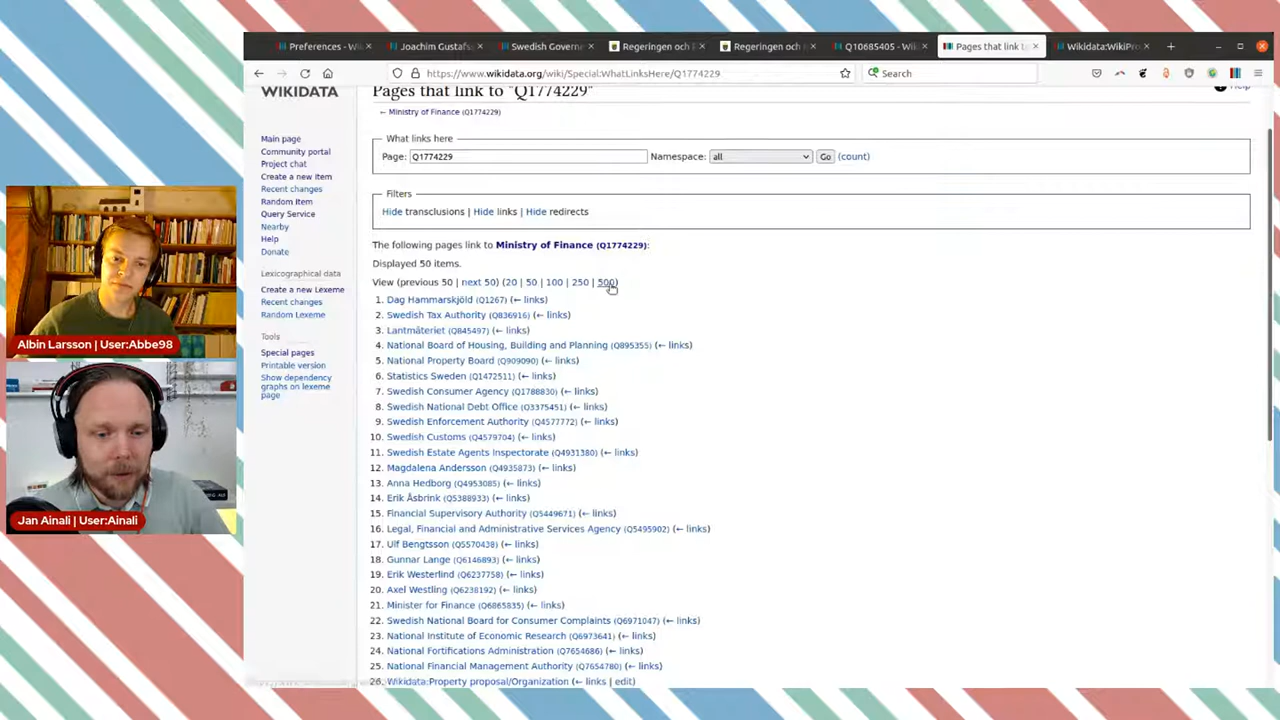 Preferences - Wik
Joachim Gustafs
Swedish Governe
Regeringen och
Regeringen och
Q10685405 - Wik
Pages that link t
Wikidata:WikiPro
https://www.wikidata.org/wiki/Special:WhatLinksHere/Q1774229
Search
WIKIDATA
Main page
Community portal
Project chat
Create a new Item
Recent changes
Random Item
Query Service
Nearby
Help
Donate
Lexicographical data
Create a new Lexeme
Recent changes
Random Lexeme
Tools
Special pages
Printable version
Show dependency
graphs on lexeme
page
Pages that link to "Q1774229"
Help
← Ministry of Finance (Q1774229)
What links here
Page: Q1774229 Namespace: all Go (count)
Filters
Hide transclusions | Hide links | Hide redirects
The following pages link to Ministry of Finance (Q1774229):
Displayed 50 items.
View (previous 50 | next 50) (20 | 50 | 100 | 250 | 500)
1. Dag Hammarskjöld (Q1267) (← links)
2. Swedish Tax Authority (Q836916) (← links)
3. Lantmäteriet (Q845497) (← links)
4. National Board of Housing, Building and Planning (Q895355) (← links)
5. National Property Board (Q909090) (← links)
6. Statistics Sweden (Q1472511) (← links)
7. Swedish Consumer Agency (Q1788830) (← links)
8. Swedish National Debt Office (Q3375451) (← links)
9. Swedish Enforcement Authority (Q4577772) (← links)
10. Swedish Customs (Q4579704) (← links)
11. Swedish Estate Agents Inspectorate (Q4931380) (← links)
12. Magdalena Andersson (Q4935873) (← links)
13. Anna Hedborg (Q4953085) (← links)
14. Erik Åsbrink (Q5388933) (← links)
15. Financial Supervisory Authority (Q5449671) (← links)
16. Legal, Financial and Administrative Services Agency (Q5495902) (← links)
17. Ulf Bengtsson (Q5570438) (← links)
18. Gunnar Lange (Q6146893) (← links)
19. Erik Westerlind (Q6237758) (← links)
20. Axel Westling (Q6238192) (← links)
21. Minister for Finance (Q6865835) (← links)
22. Swedish National Board for Consumer Complaints (Q6971047) (← links)
23. National Institute of Economic Research (Q6973641) (← links)
24. National Fortifications Administration (Q7654686) (← links)
25. National Financial Management Authority (Q7654780) (← links)
26. Wikidata:Property proposal/Organization (← links | edit)
Albin Larsson | User:Abbe98
Jan Ainali | User:Ainali